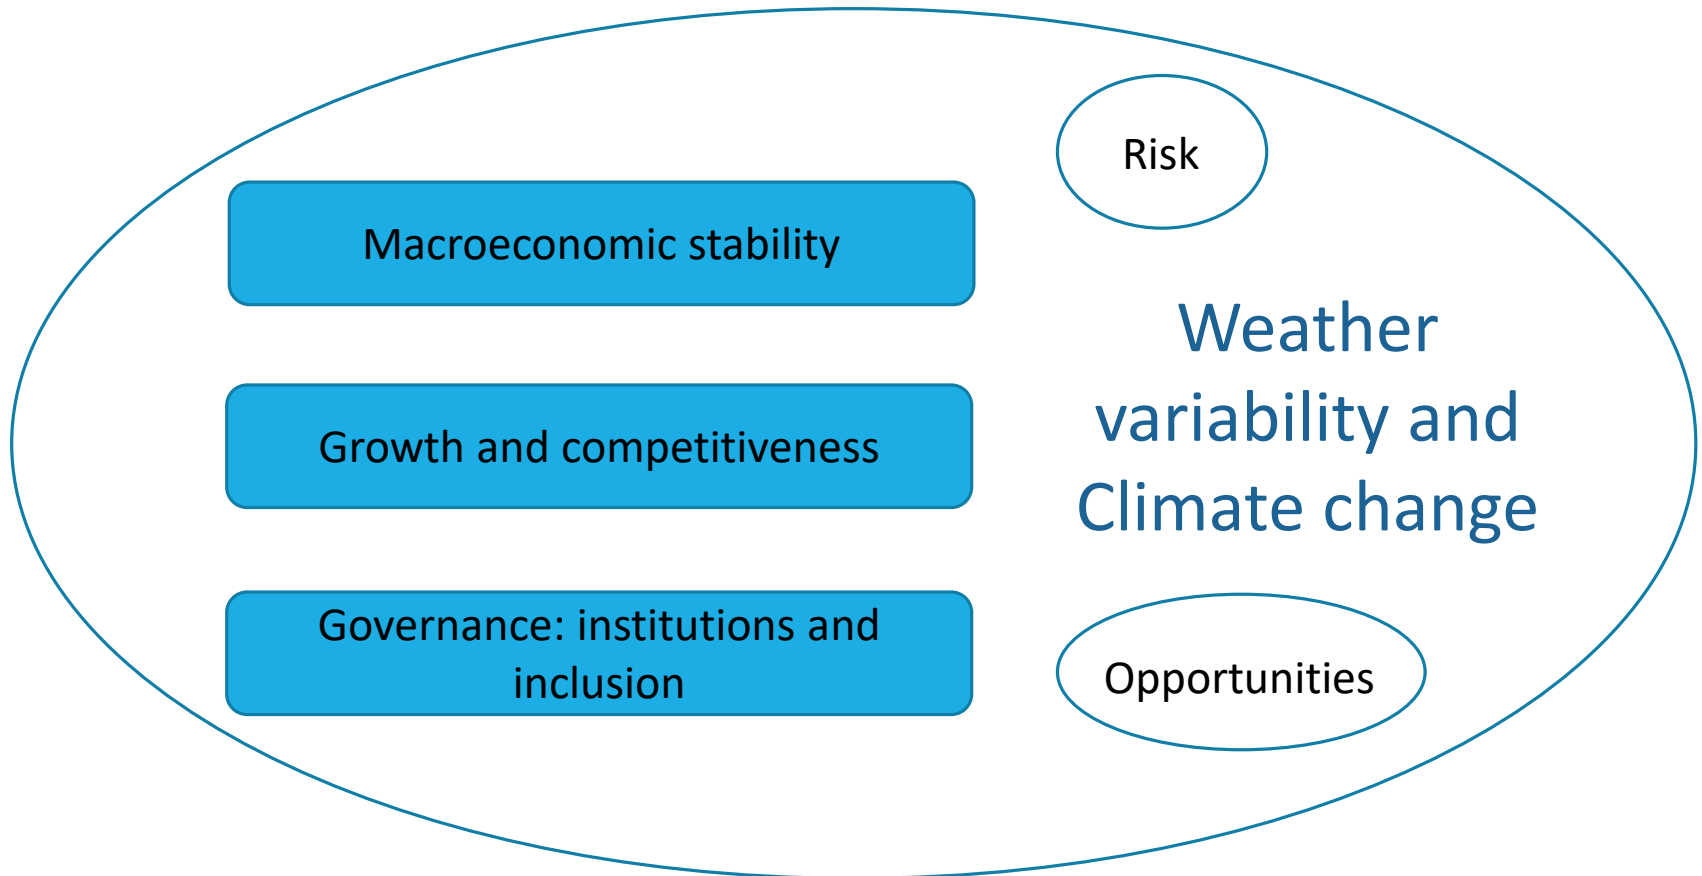 Risk
Macroeconomic stability
Growth and competitiveness
Governance: institutions and
inclusion
Weather
variability and
Climate change
Opportunities